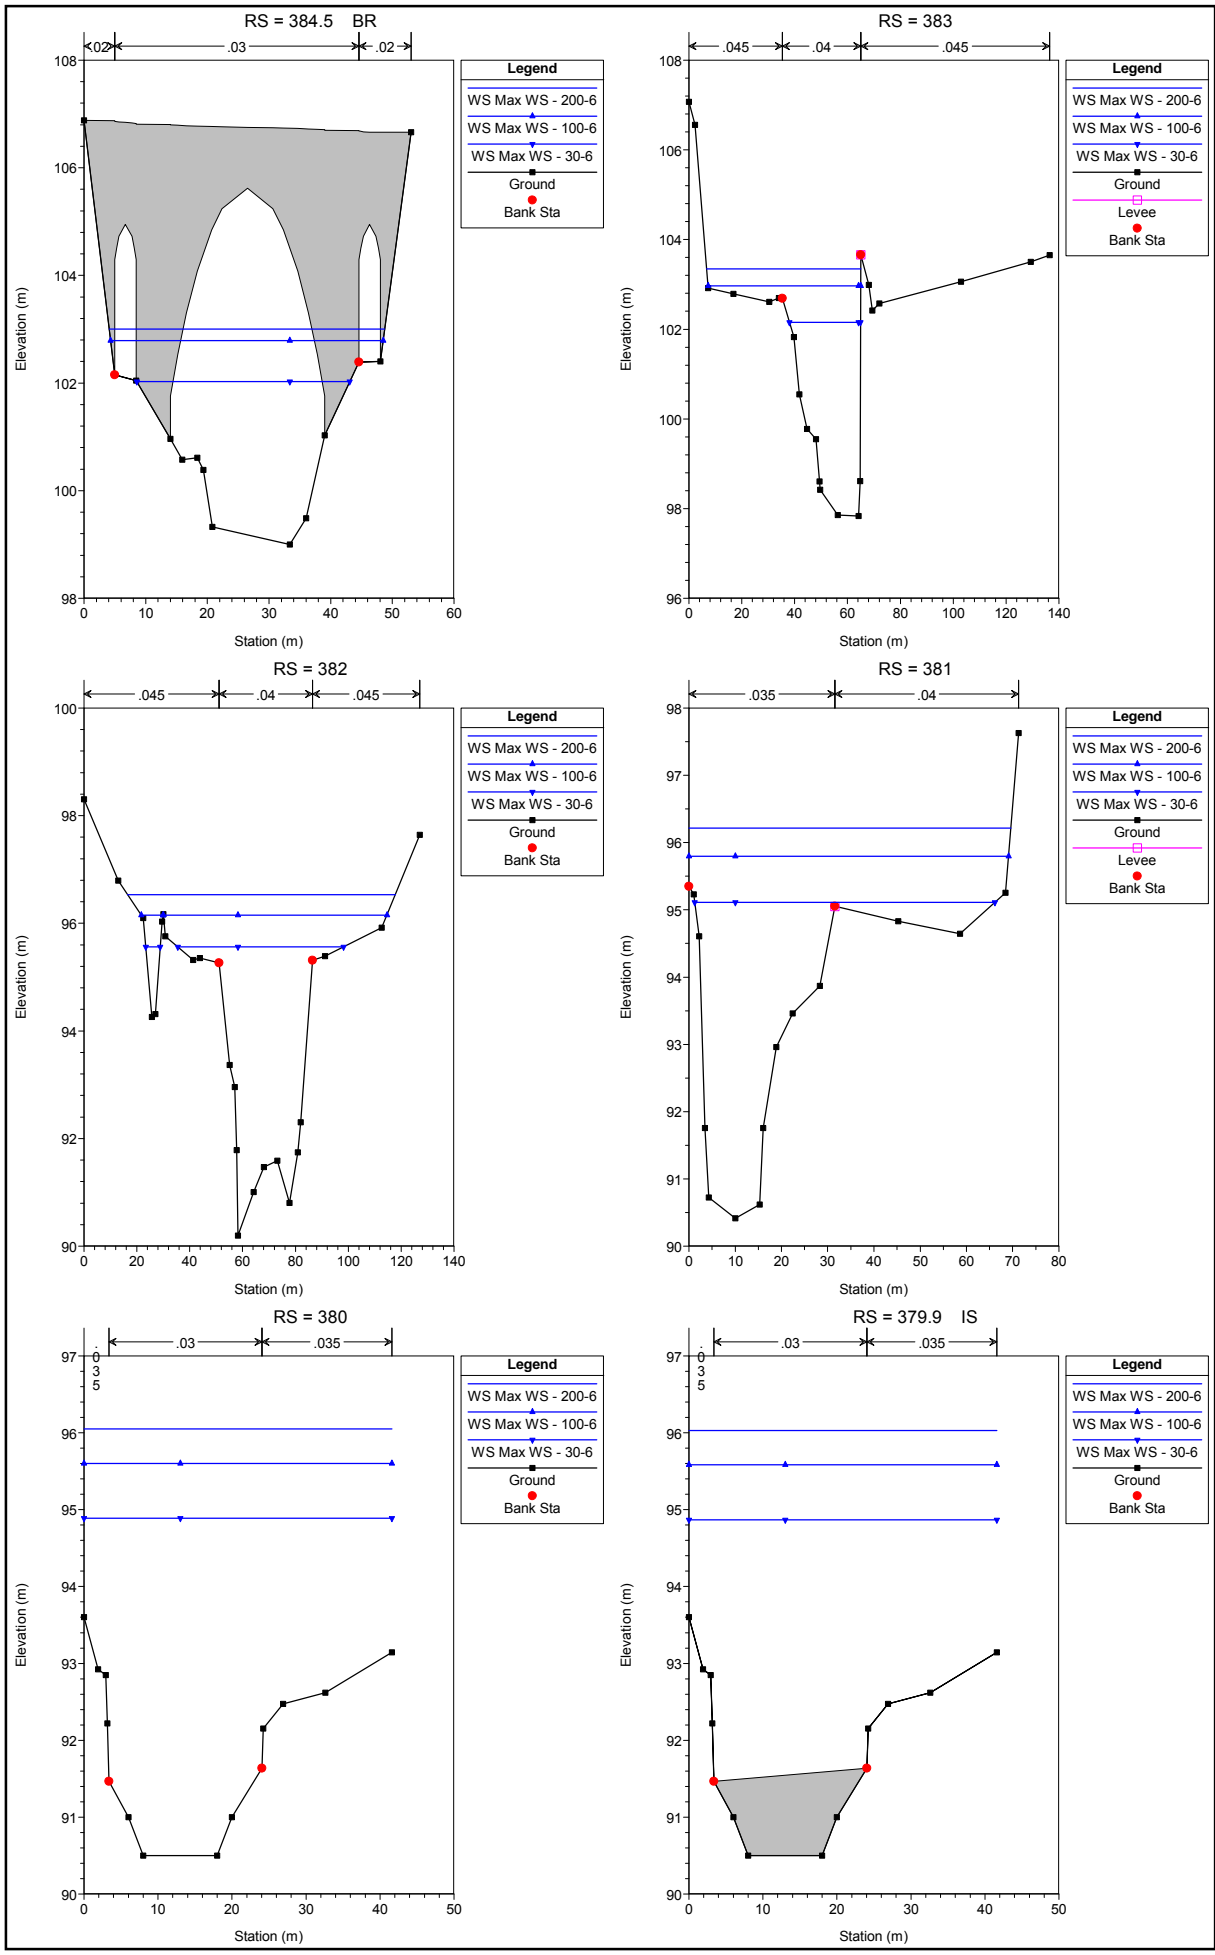 RS = 384.5 BR
.02
.03
.02
108
106
104
102
100
98
0
10
20
30
40
50
60
Elevation (m)
Station (m)
Legend
WS Max WS - 200-6
WS Max WS - 100-6
WS Max WS - 30-6
Ground
Bank Sta
RS = 383
.045
.04
.045
108
106
104
102
100
98
96
0
20
40
60
80
100
120
140
Elevation (m)
Station (m)
Legend
WS Max WS - 200-6
WS Max WS - 100-6
WS Max WS - 30-6
Ground
Levee
Bank Sta
RS = 382
.045
.04
.045
100
98
96
94
92
90
0
20
40
60
80
100
120
140
Elevation (m)
Station (m)
Legend
WS Max WS - 200-6
WS Max WS - 100-6
WS Max WS - 30-6
Ground
Bank Sta
RS = 381
.035
.04
98
97
96
95
94
93
92
91
90
0
10
20
30
40
50
60
70
80
Elevation (m)
Station (m)
Legend
WS Max WS - 200-6
WS Max WS - 100-6
WS Max WS - 30-6
Ground
Levee
Bank Sta
RS = 380
.035
.03
.035
97
96
95
94
93
92
91
90
0
10
20
30
40
50
Elevation (m)
Station (m)
Legend
WS Max WS - 200-6
WS Max WS - 100-6
WS Max WS - 30-6
Ground
Bank Sta
RS = 379.9 IS
.035
.03
.035
97
96
95
94
93
92
91
90
0
10
20
30
40
50
Elevation (m)
Station (m)
Legend
WS Max WS - 200-6
WS Max WS - 100-6
WS Max WS - 30-6
Ground
Bank Sta